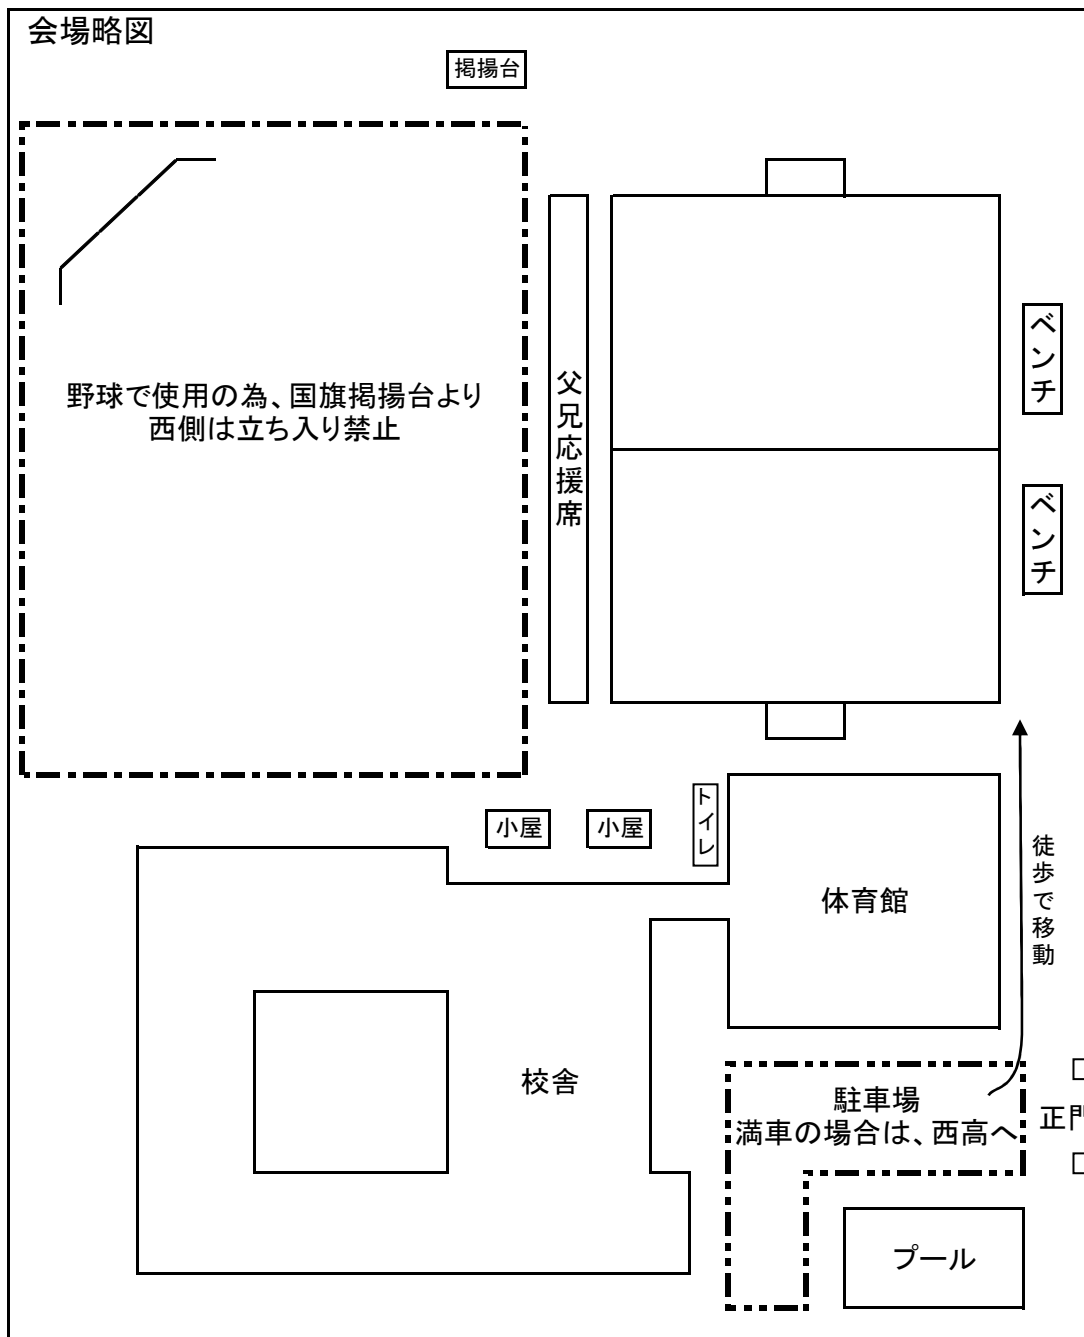 会場略図
掲揚台
野球で使用の為、国旗掲揚台より
西側は立ち入り禁止
父兄応援席
ベンチ
ベンチ
小屋
小屋
トイレ
体育館
徒歩で移動
校舎
駐車場
満車の場合は、西高へ
正門
プール